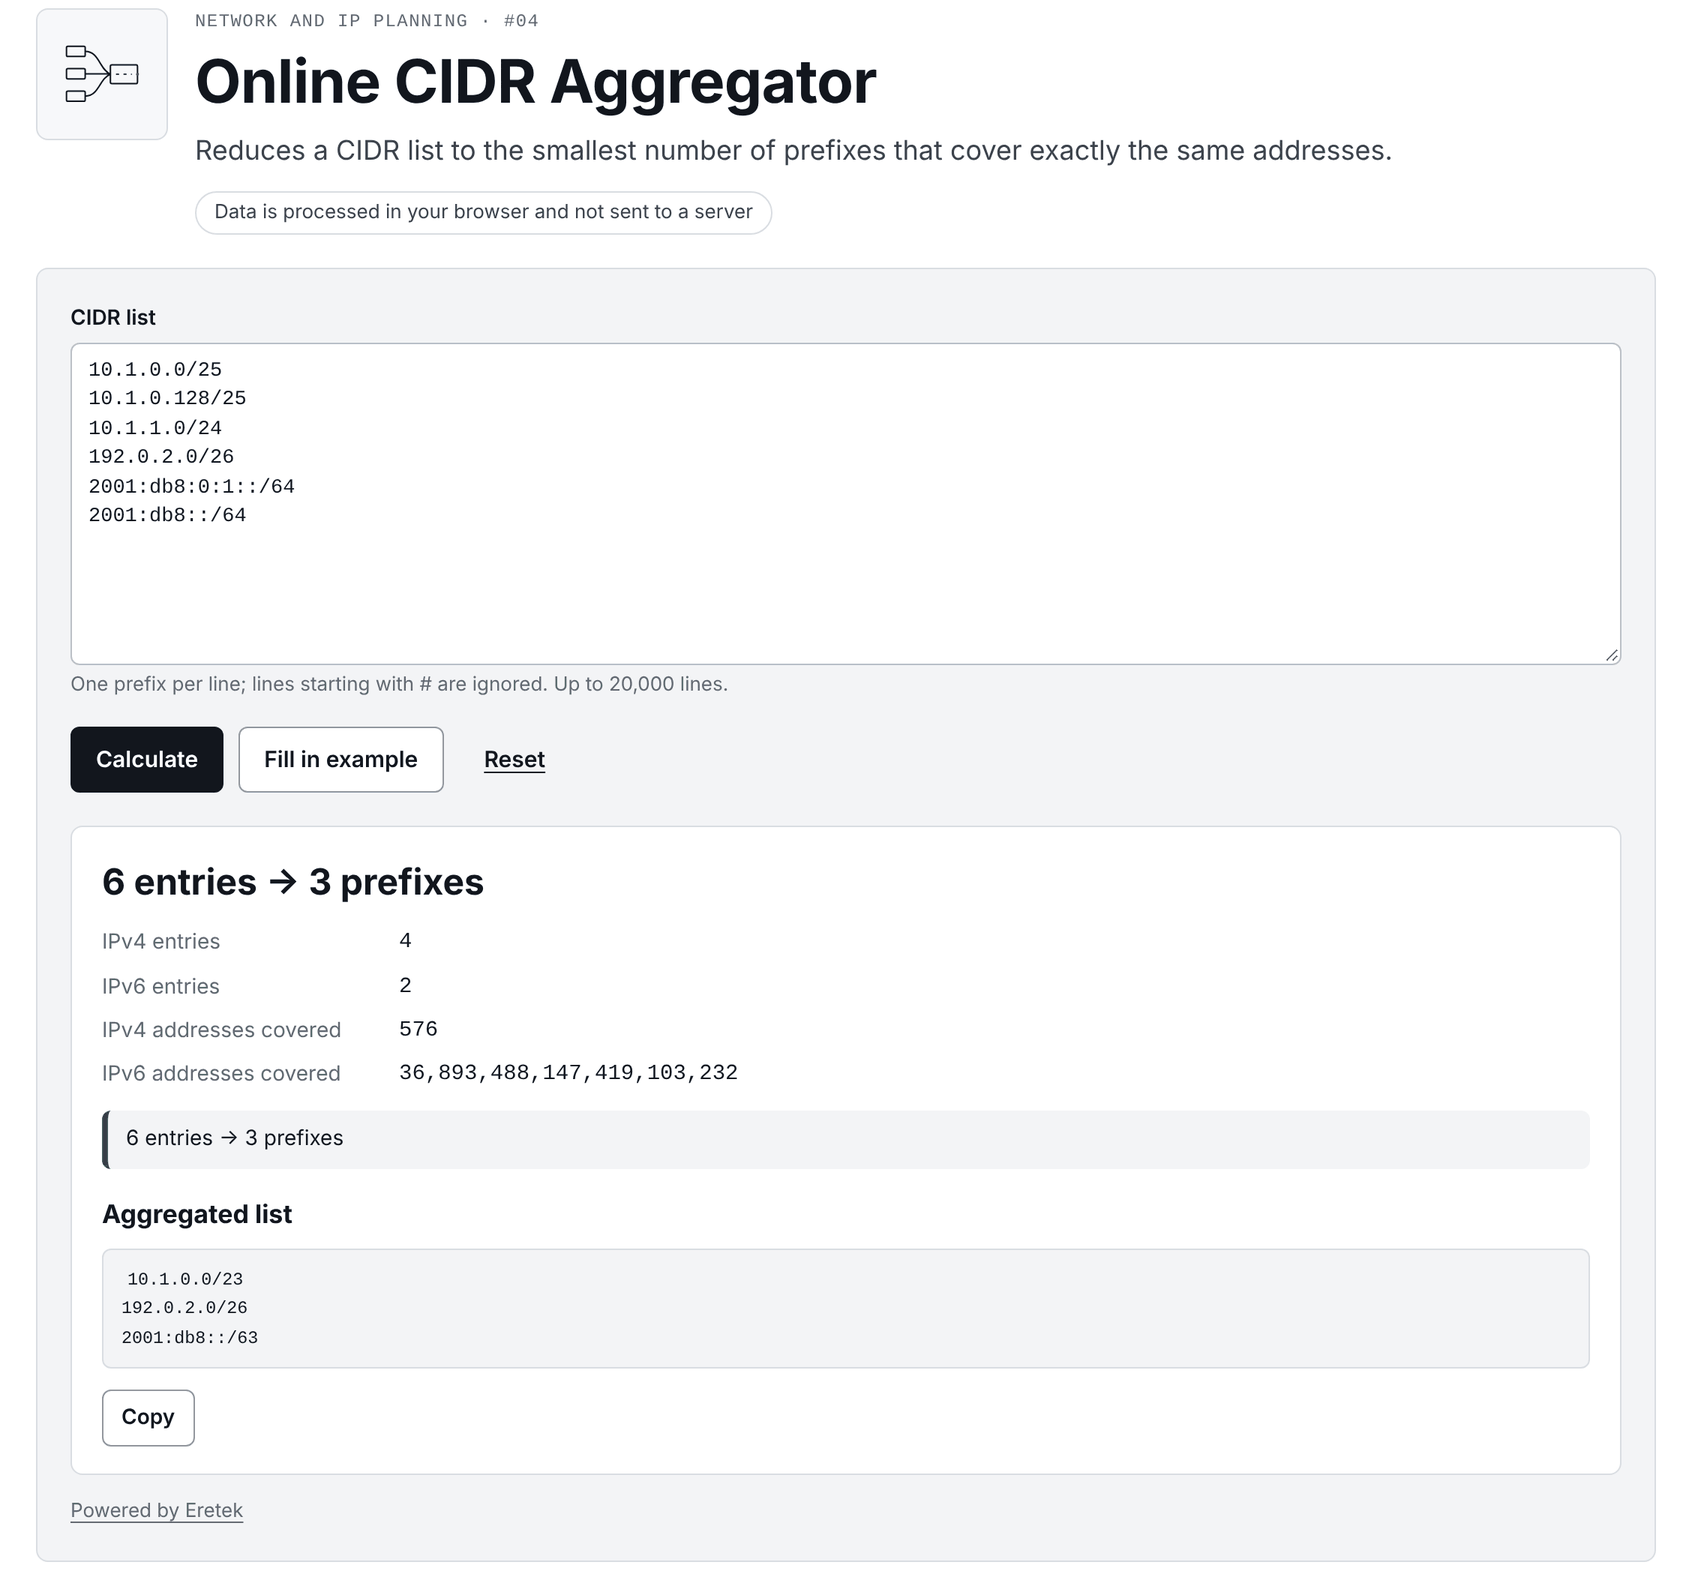 NETWORK AND IP PLANNING · #04
Online CIDR Aggregator
Reduces a CIDR list to the smallest number of prefixes that cover exactly the same addresses.
Data is processed in your browser and not sent to a server
CIDR list
10.1.0.0/25
10.1.0.128/25
10.1.1.0/24
192.0.2.0/26
2001:db8:0:1::/64
2001:db8::/64
One prefix per line; lines starting with # are ignored. Up to 20,000 lines.
Calculate Fill in example Reset
6 entries → 3 prefixes
IPv4 entries 4
IPv6 entries 2
IPv4 addresses covered 576
IPv6 addresses covered 36,893,488,147,419,103,232
6 entries → 3 prefixes
Aggregated list
10.1.0.0/23
192.0.2.0/26
2001:db8::/63
Copy
Powered by Eretek